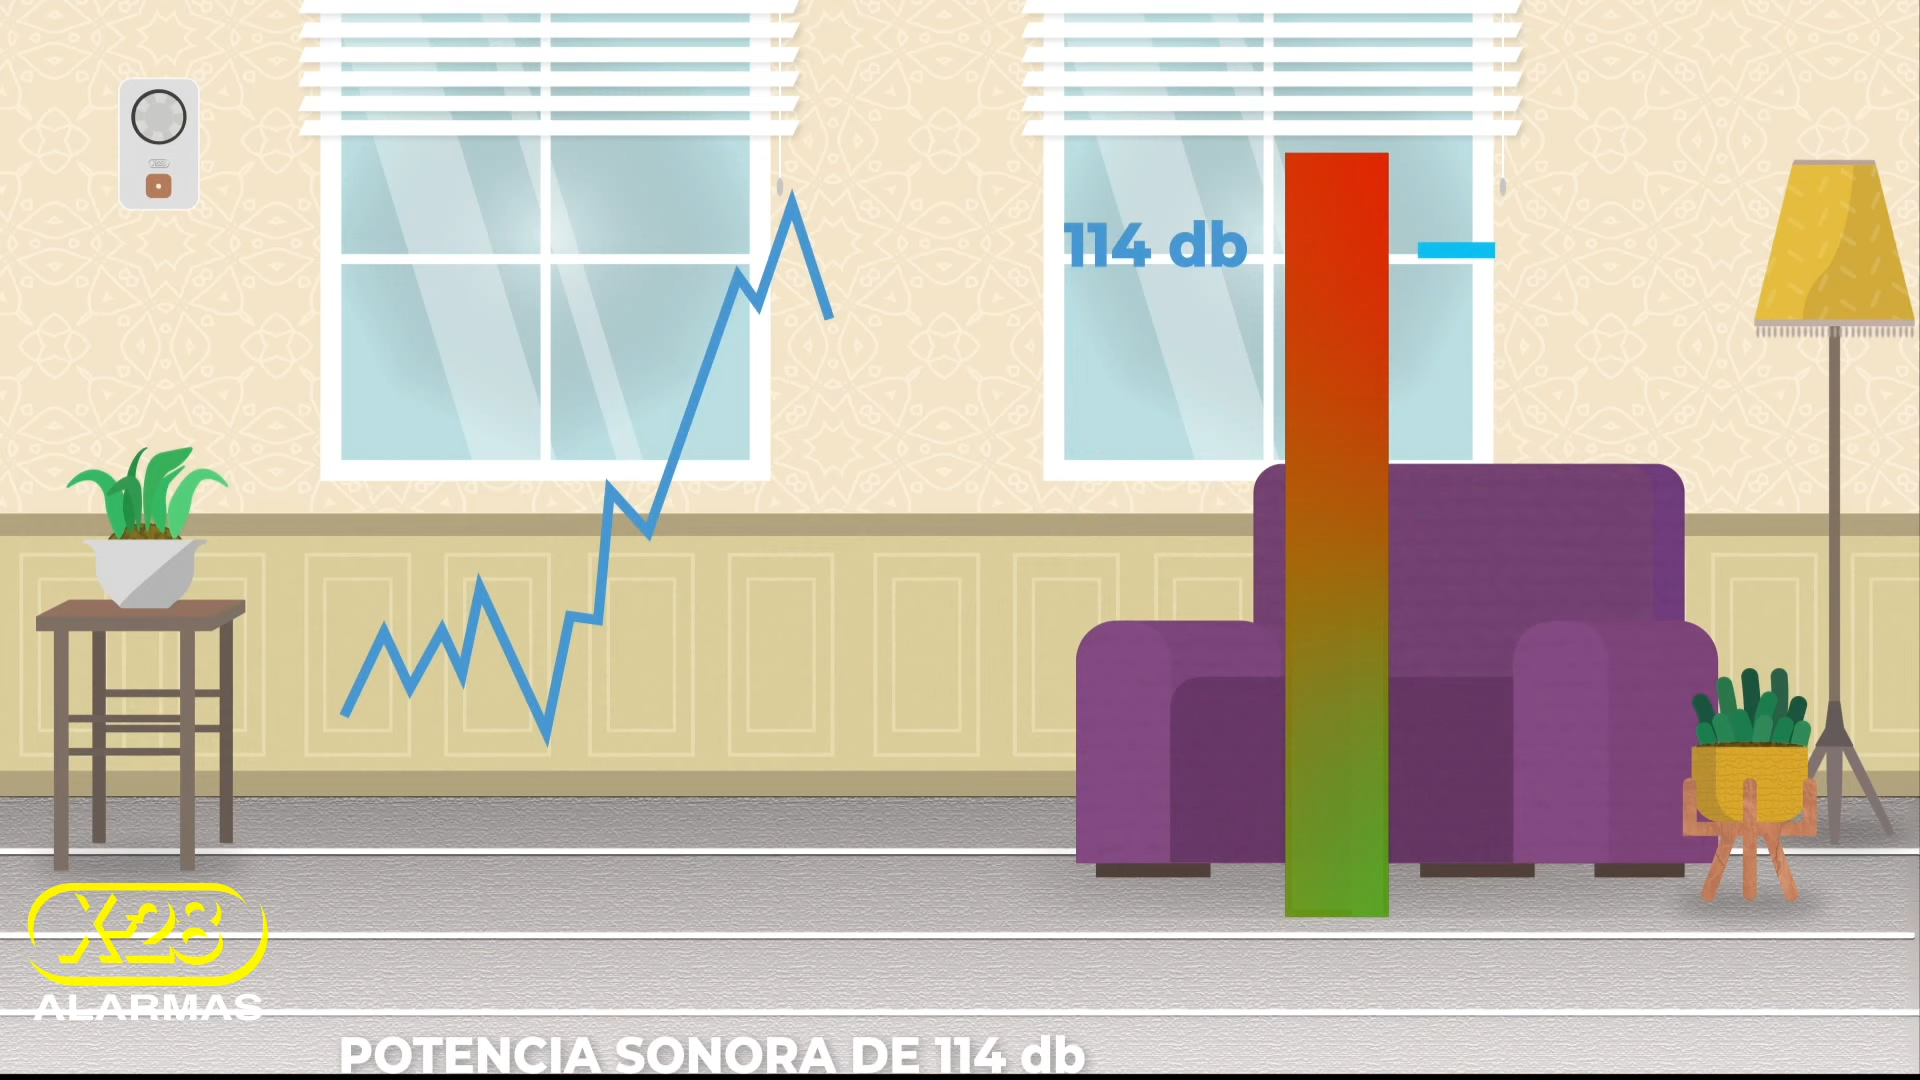 114 db
X-28
ALARMAS
POTENCIA SONORA DE 114 db